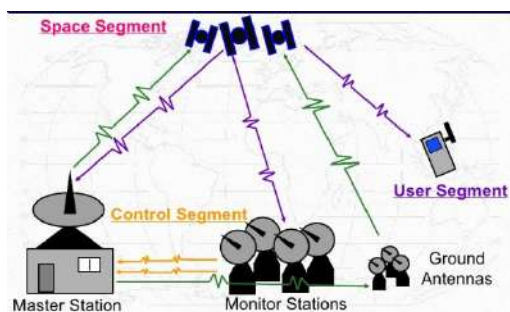 Space Segment
User Segment
Control Segment
Ground
Antennas
Master Station
Monitor Stations